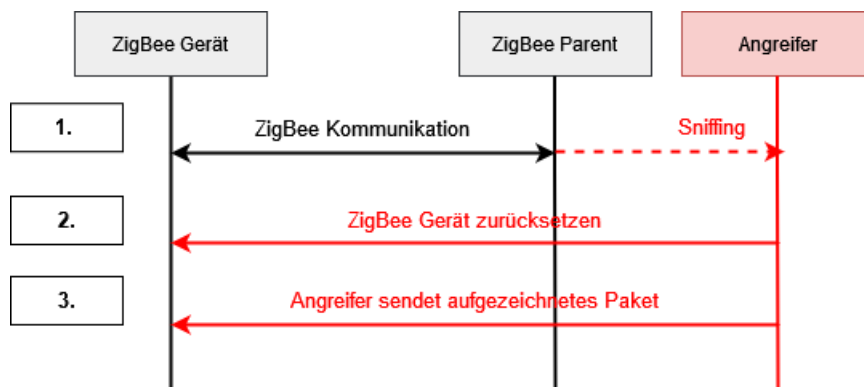 ZigBee Gerät
ZigBee Parent
Angreifer
1.
ZigBee Kommunikation
Sniffing
2.
ZigBee Gerät zurücksetzen
3.
Angreifer sendet aufgezeichnetes Paket